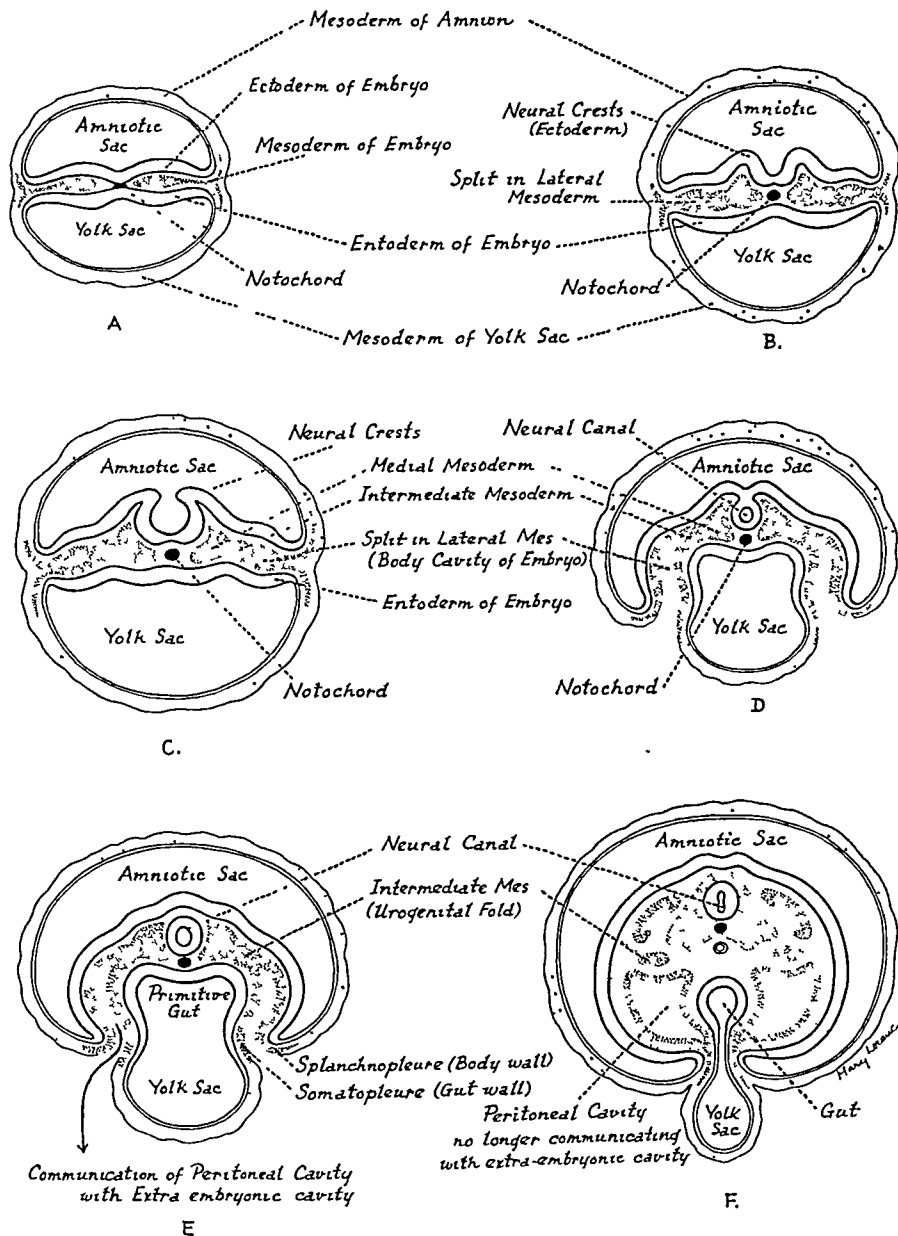 Mesoderm of Amnion
Ectoderm of Embryo
Amniotic
Sac
Mesoderm of Embryo
Yolk Sac
Entoderm of Embryo
Notochord
A
Mesoderm of Yolk Sac
Neural Crests
(Ectoderm)
Amniotic
Sac
Split in Lateral
Mesoderm
Yolk Sac
Notochord
B.
Neural Crests
Amniotic Sac
Medial Mesoderm
Intermediate Mesoderm
Split in Lateral Mes
(Body Cavity of Embryo)
Entoderm of Embryo
Yolk Sac
Notochord
C.
Neural Canal
Amniotic Sac
Yolk Sac
Notochord
D
Neural Canal
Amniotic Sac
Intermediate Mes
(Urogenital Fold)
Primitive
Gut
Splanchnopleure (Body wall)
Somatopleure (Gut wall)
Yolk Sac
Communication of Peritoneal Cavity
with Extra embryonic cavity
E
Amniotic Sac
Peritoneal Cavity
no longer communicating
with extra-embryonic cavity
Yolk
Sac
Gut
F.